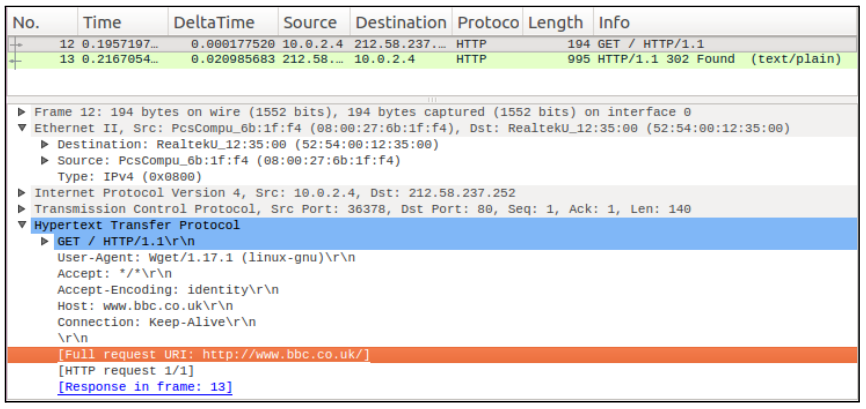 No. Time DeltaTime Source Destination Protoco Length Info
12 0.1957197… 0.000177520 10.0.2.4 212.58.237.… HTTP 194 GET / HTTP/1.1
13 0.2167054… 0.020985683 212.58.… 10.0.2.4 HTTP 995 HTTP/1.1 302 Found (text/plain)
Frame 12: 194 bytes on wire (1552 bits), 194 bytes captured (1552 bits) on interface 0
Ethernet II, Src: PcsCompu_6b:1f:f4 (08:00:27:6b:1f:f4), Dst: RealtekU_12:35:00 (52:54:00:12:35:00)
Destination: RealtekU_12:35:00 (52:54:00:12:35:00)
Source: PcsCompu_6b:1f:f4 (08:00:27:6b:1f:f4)
Type: IPv4 (0x0800)
Internet Protocol Version 4, Src: 10.0.2.4, Dst: 212.58.237.252
Transmission Control Protocol, Src Port: 36378, Dst Port: 80, Seq: 1, Ack: 1, Len: 140
Hypertext Transfer Protocol
GET / HTTP/1.1\r\n
User-Agent: Wget/1.17.1 (linux-gnu)\r\n
Accept: */*\r\n
Accept-Encoding: identity\r\n
Host: www.bbc.co.uk\r\n
Connection: Keep-Alive\r\n
\r\n
[Full request URI: http://www.bbc.co.uk/]
[HTTP request 1/1]
[Response in frame: 13]